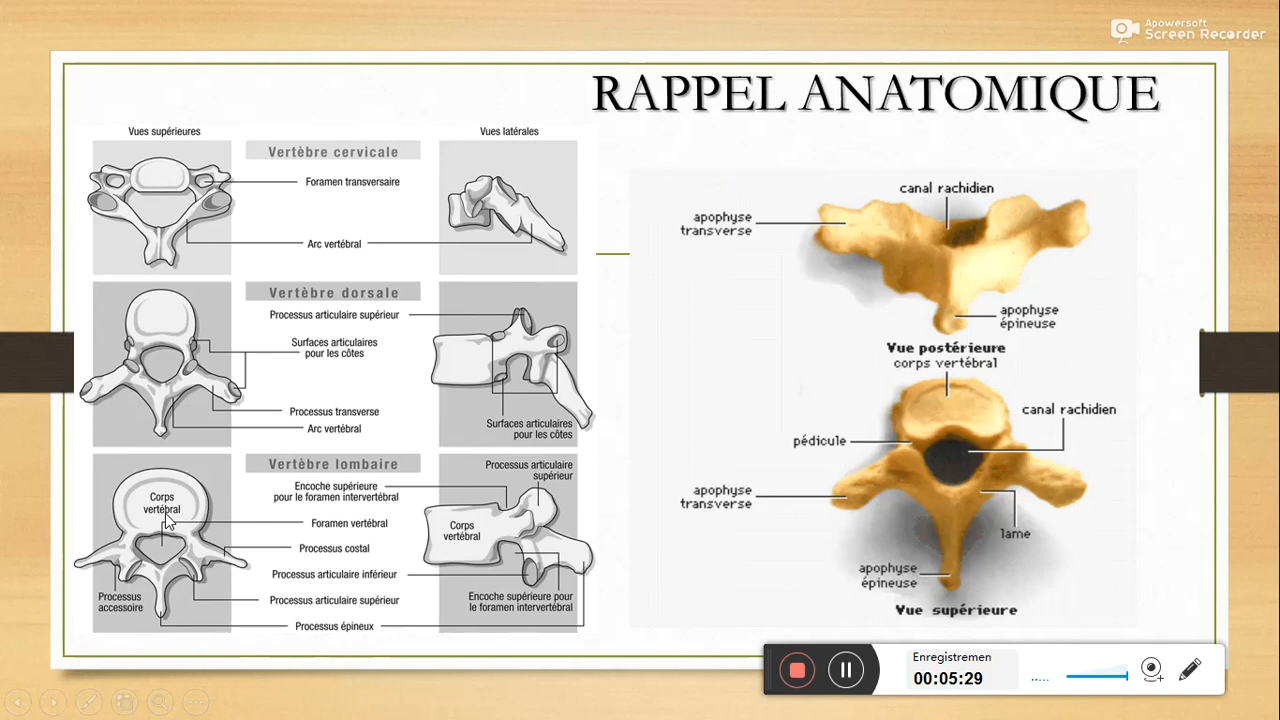 Apowersoft
Screen Recorder
RAPPEL ANATOMIQUE
Vues supérieures
Vues latérales
Vertèbre cervicale
Foramen transversaire
Arc vertébral
Vertèbre dorsale
Processus articulaire supérieur
Surfaces articulaires
pour les côtes
Processus transverse
Arc vertébral
Surfaces articulaires
pour les côtes
Vertèbre lombaire
Corps
vertébral
Encoche supérieure
pour le foramen intervertébral
Foramen vertébral
Processus costal
Processus articulaire inférieur
Processus articulaire supérieur
Processus épineux
Processus
accessoire
Processus articulaire
supérieur
Corps
vertébral
Encoche supérieure pour
le foramen intervertébral
canal rachidien
apophyse
transverse
apophyse
épineuse
Vue postérieure
corps vertébral
canal rachidien
pédicule
apophyse
transverse
lame
apophyse
épineuse
Vue supérieure
Enregistremen
00:05:29